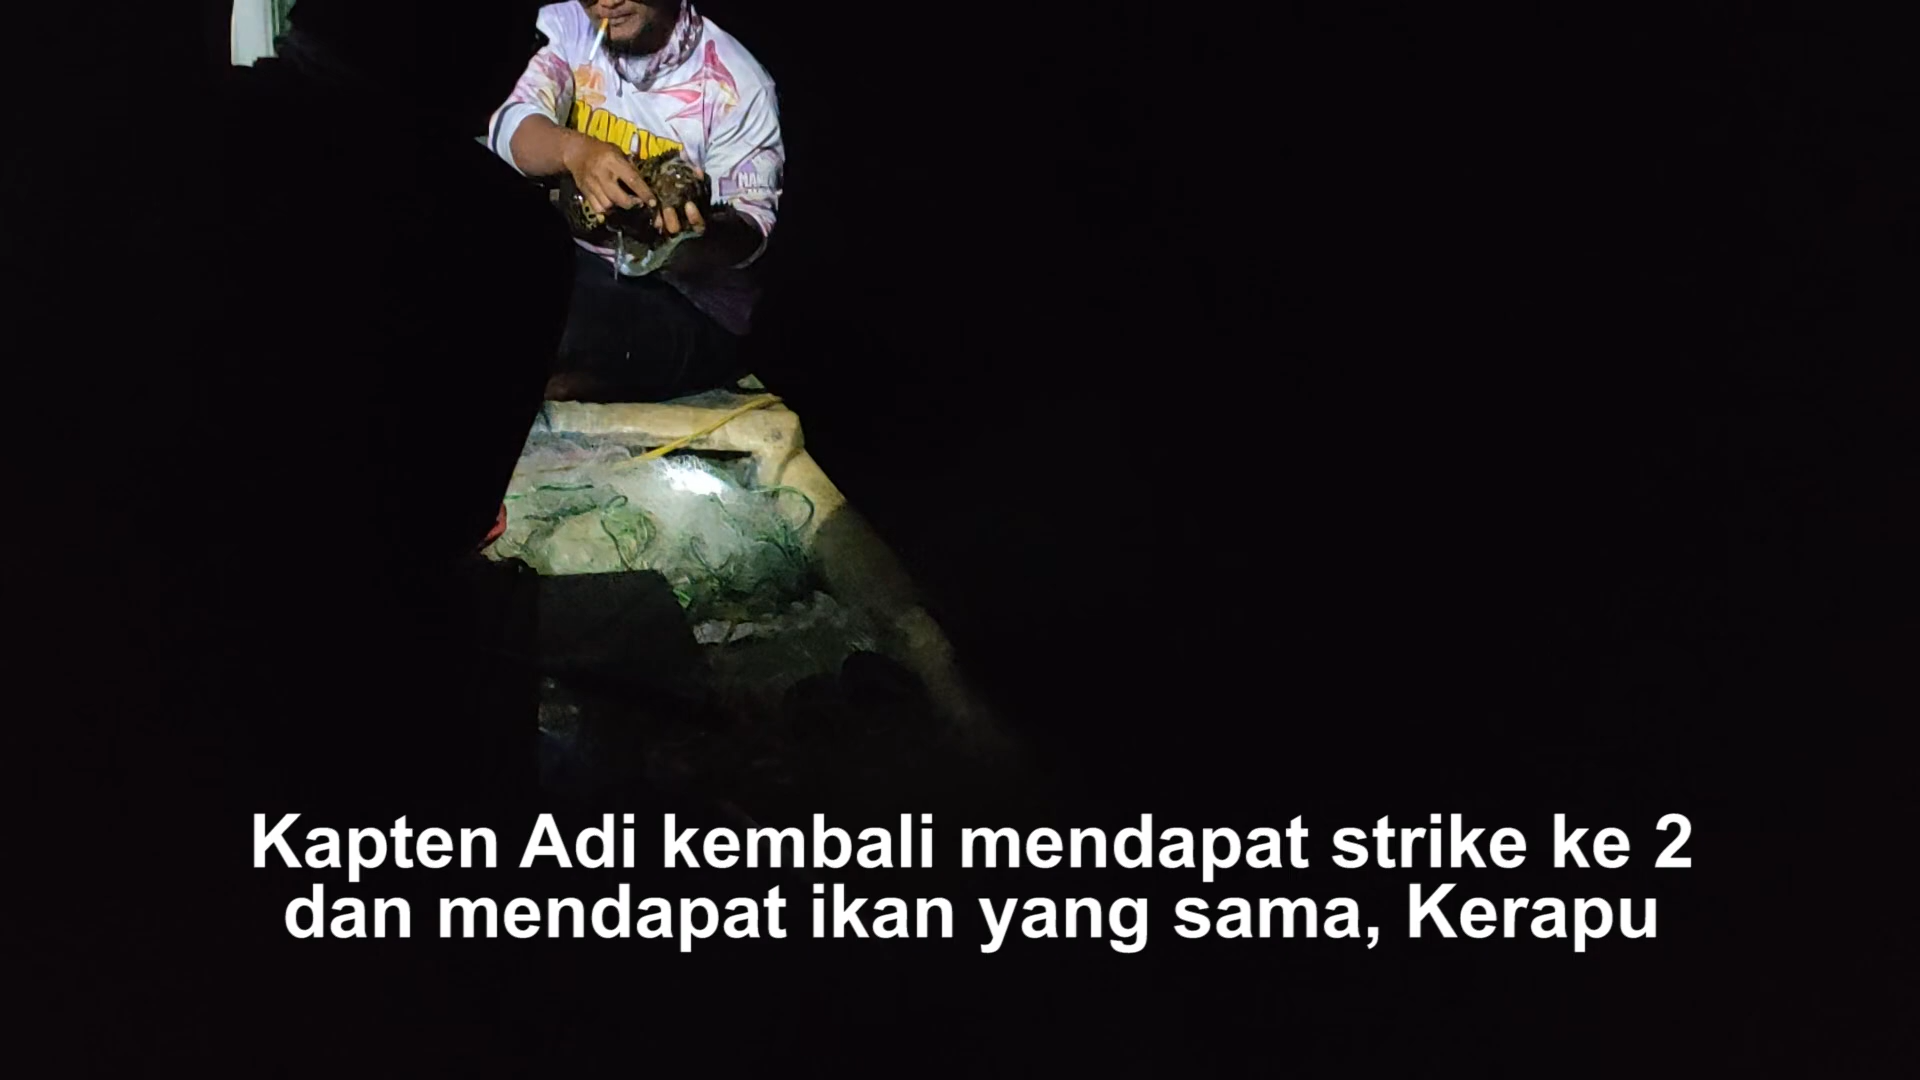 Kapten Adi kembali mendapat strike ke 2
dan mendapat ikan yang sama, Kerapu